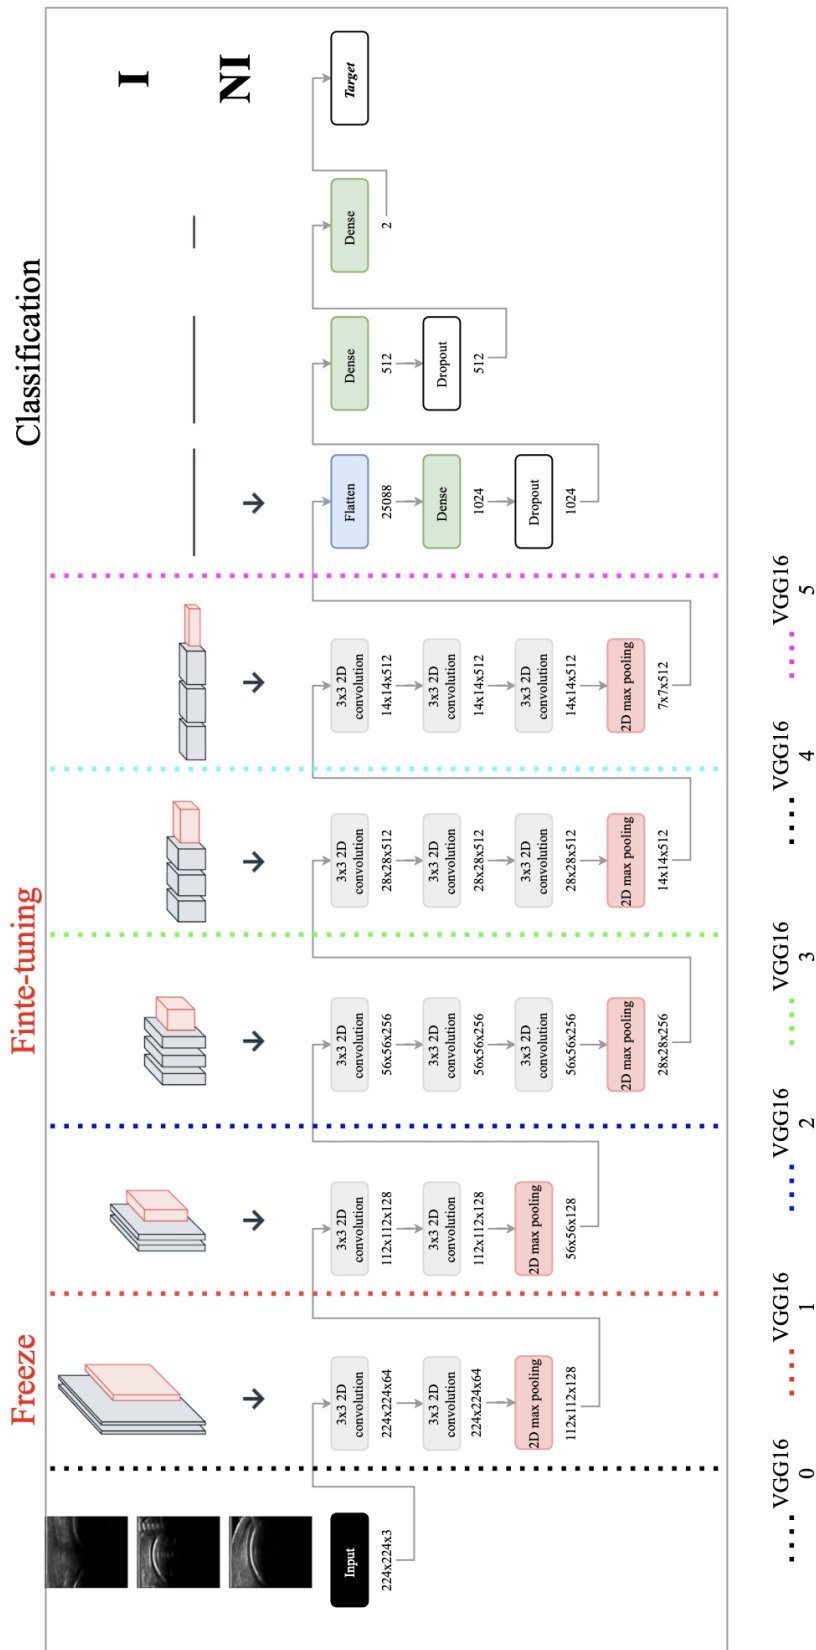 Freeze
Finte-tuning
Classification
I
NI
Input
224x224x3
3x3 2D
convolution
224x224x64
3x3 2D
convolution
224x224x64
2D max pooling
112x112x128
3x3 2D
convolution
112x112x128
3x3 2D
convolution
112x112x128
2D max pooling
56x56x128
3x3 2D
convolution
56x56x256
3x3 2D
convolution
56x56x256
3x3 2D
convolution
56x56x256
2D max pooling
28x28x256
3x3 2D
convolution
28x28x512
3x3 2D
convolution
28x28x512
3x3 2D
convolution
28x28x512
2D max pooling
14x14x512
3x3 2D
convolution
14x14x512
3x3 2D
convolution
14x14x512
3x3 2D
convolution
14x14x512
2D max pooling
7x7x512
Flatten
25088
Dense
1024
Dropout
1024
Dense
512
Dropout
512
Dense
2
Target
VGG16
0
VGG16
1
VGG16
2
VGG16
3
VGG16
4
VGG16
5